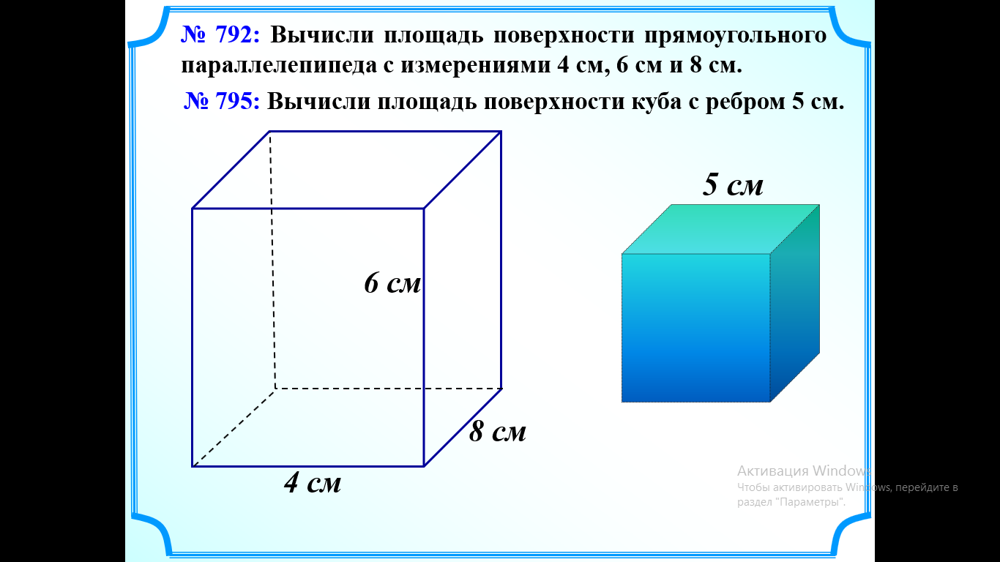 № 792: Вычисли площадь поверхности прямоугольного
параллелепипеда с измерениями 4 см, 6 см и 8 см.
№ 795: Вычисли площадь поверхности куба с ребром 5 см.
5 см
6 см
8 см
4 см
Активация Windows
Чтобы активировать Windows, перейдите в
раздел "Параметры".